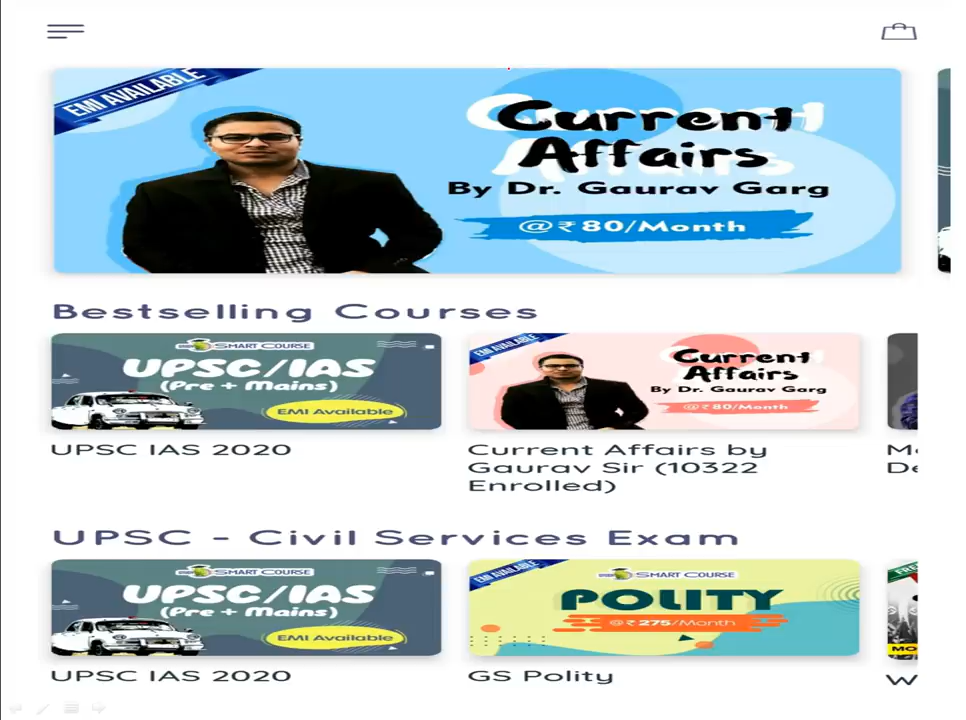 EMI AVAILABLE
Current
Affairs
By Dr. Gaurav Garg
@₹ 80/Month
Bestselling Courses
SMART COURSE
UPSC/IAS
(Pre + Mains)
EMI Available
UPSC IAS 2020
EMI AVAILABLE
Current
Affairs
By Dr. Gaurav Garg
@₹ 80/Month
Current Affairs by
Gaurav Sir (10322
Enrolled)
UPSC - Civil Services Exam
SMART COURSE
UPSC/IAS
(Pre + Mains)
EMI Available
UPSC IAS 2020
EMI AVAILABLE
SMART COURSE
POLITY
@₹ 275/Month
GS Polity